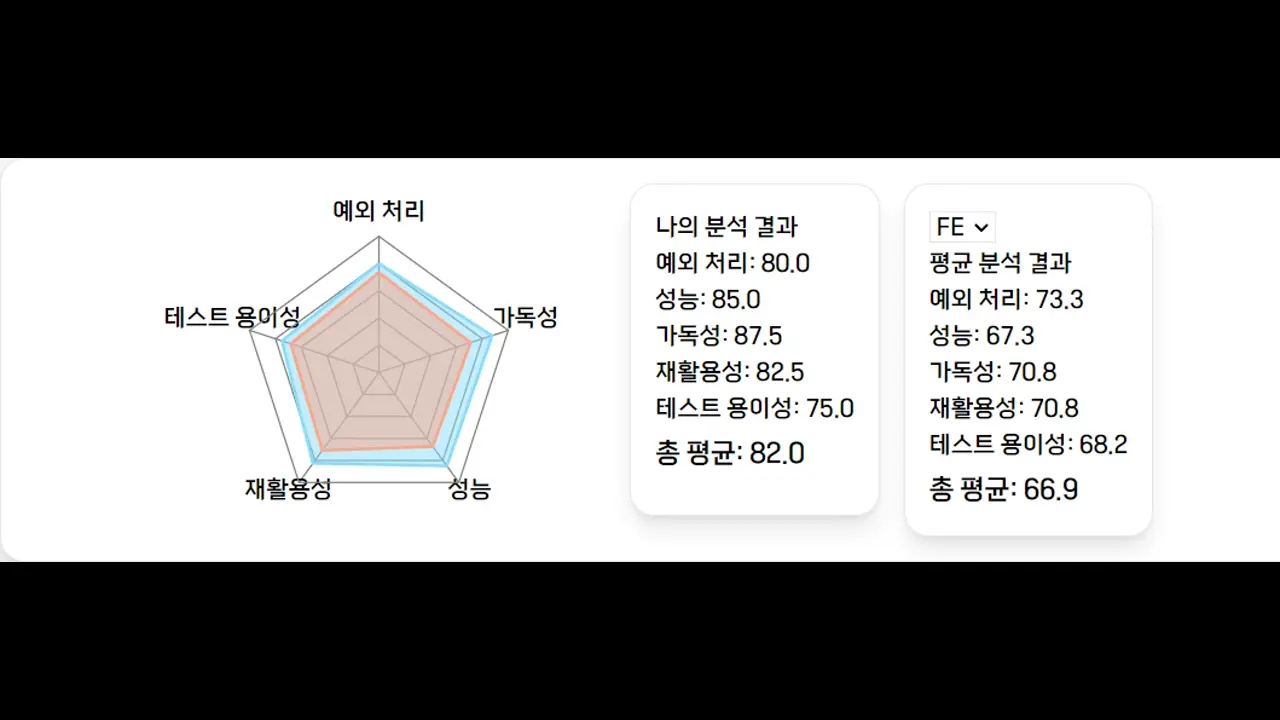 예외 처리
테스트 용이성
가독성
재활용성
성능
나의 분석 결과
예외 처리: 80.0
성능: 85.0
가독성: 87.5
재활용성: 82.5
테스트 용이성: 75.0
총 평균: 82.0
FE
평균 분석 결과
예외 처리: 73.3
성능: 67.3
가독성: 70.8
재활용성: 70.8
테스트 용이성: 68.2
총 평균: 66.9